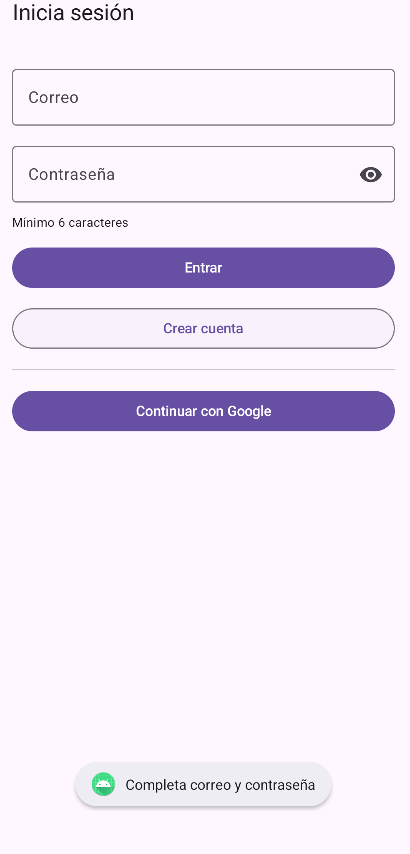 Inicia sesión
Correo
Contraseña
Mínimo 6 caracteres
Entrar
Crear cuenta
Continuar con Google
Completa correo y contraseña